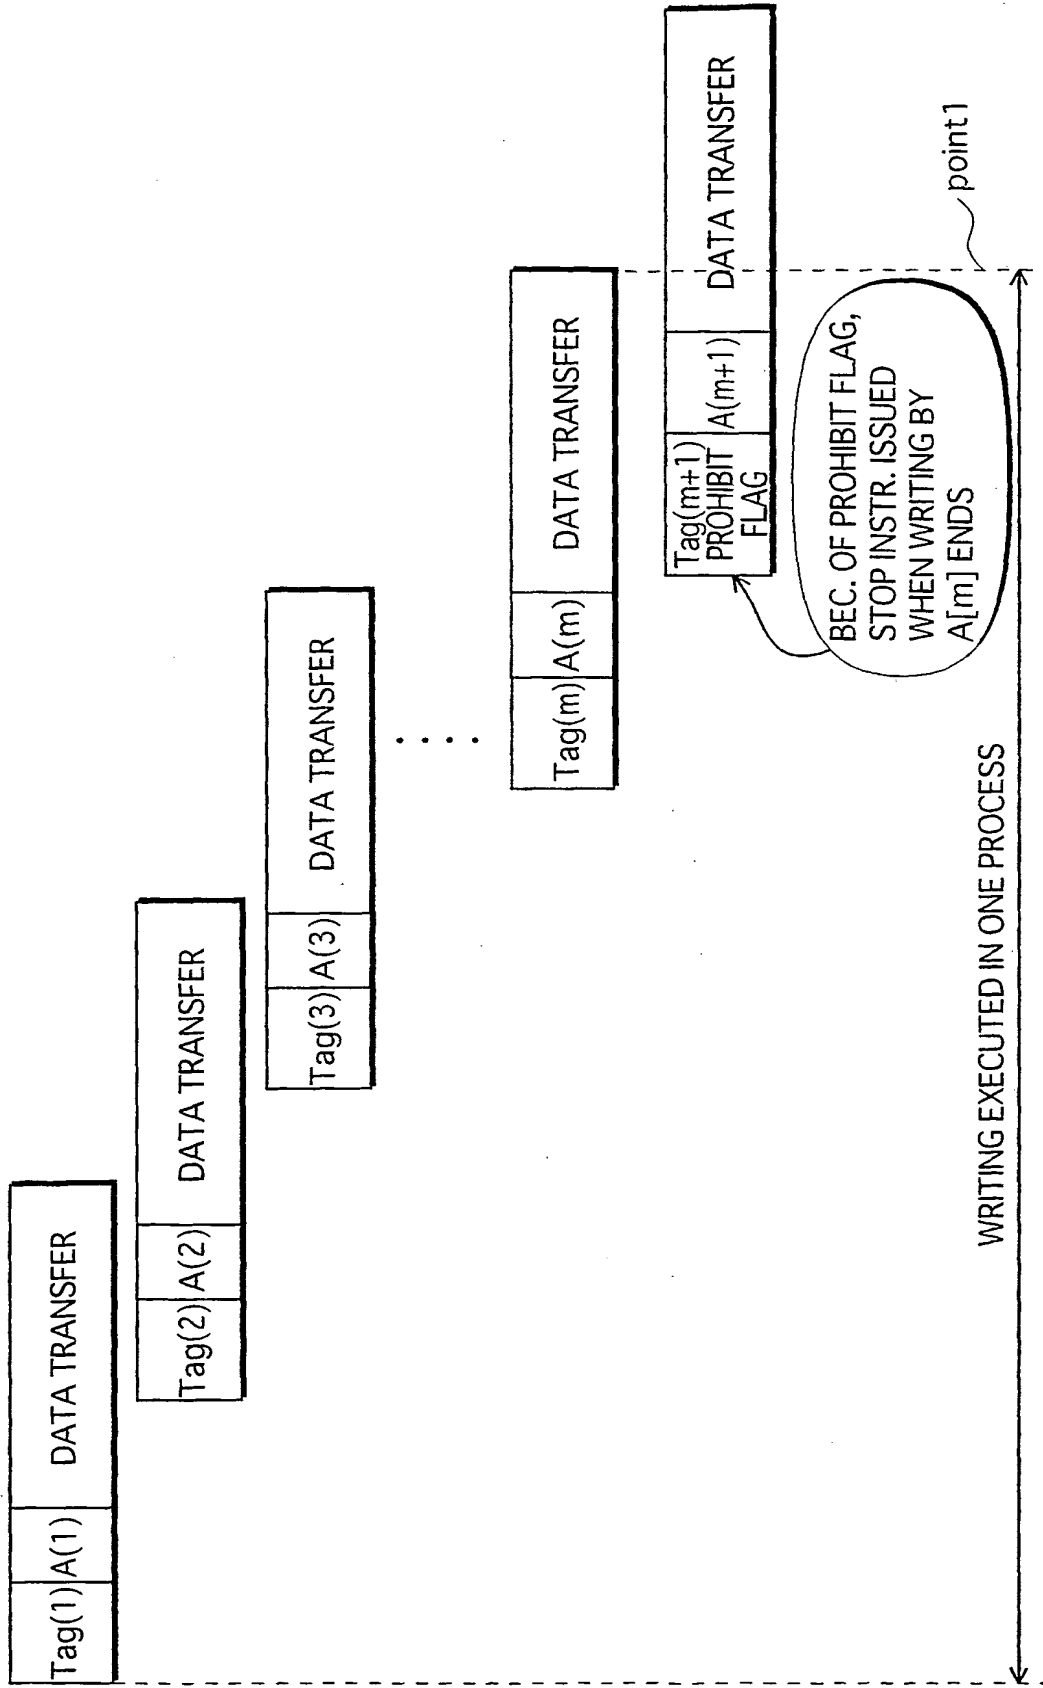 Tag(1) A(1) DATA TRANSFER
Tag(2) A(2) DATA TRANSFER
Tag(3) A(3) DATA TRANSFER
....
Tag(m) A(m) DATA TRANSFER
Tag(m+1)
PROHIBIT
FLAG
A(m+1) DATA TRANSFER
BEC. OF PROHIBIT FLAG,
STOP INSTR. ISSUED
WHEN WRITING BY
A[m] ENDS
point1
WRITING EXECUTED IN ONE PROCESS